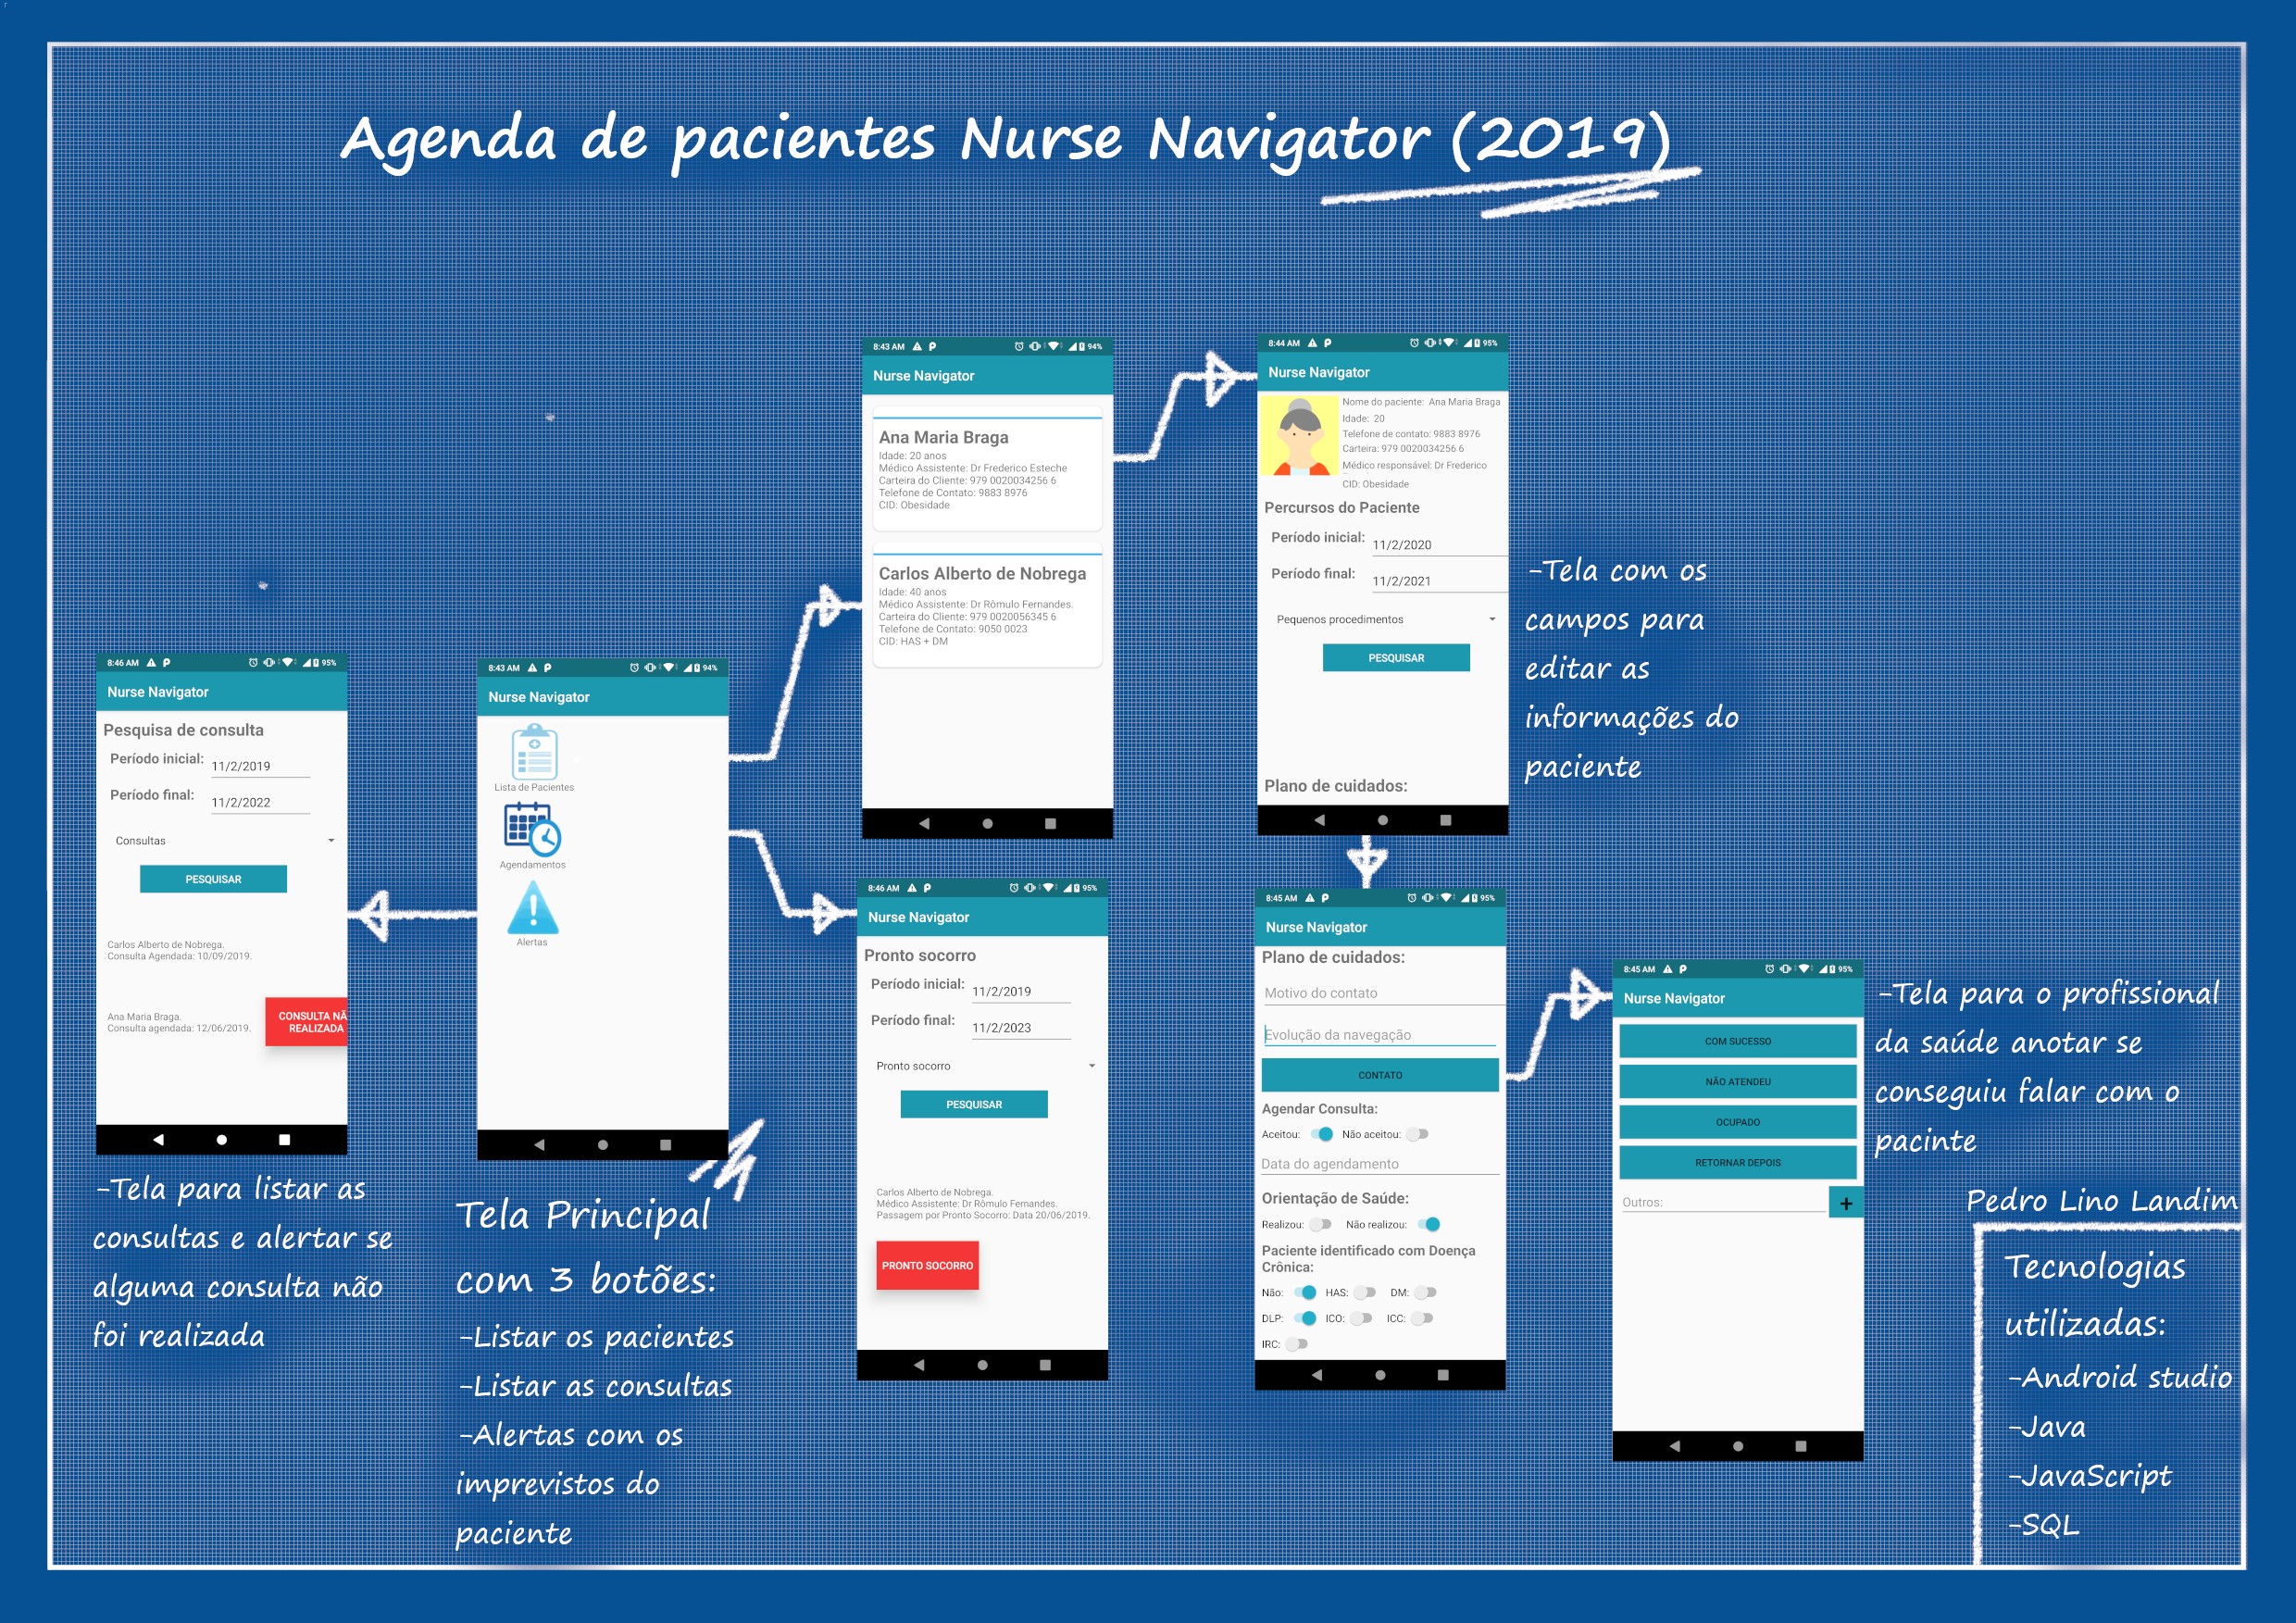 Agenda de pacientes Nurse Navigator (2019)
8:46 AM
95%
Nurse Navigator
Pesquisa de consulta
Período inicial: 11/2/2019
Período final: 11/2/2022
Consultas
PESQUISAR
Carlos Alberto de Nobrega.
Consulta Agendada: 10/09/2019.
Ana Maria Braga.
Consulta agendada: 12/06/2019.
CONSULTA NÃ
REALIZADA
-Tela para listar as
consultas e alertar se
alguma consulta não
foi realizada
8:43 AM
94%
Nurse Navigator
Lista de Pacientes
Agendamentos
Alertas
Tela Principal
com 3 botões:
-Listar os pacientes
-Listar as consultas
-Alertas com os
imprevistos do
paciente
8:43 AM
94%
Nurse Navigator
Ana Maria Braga
Idade: 20 anos
Médico Assistente: Dr Frederico Esteche
Carteira do Cliente: 979 0020034256 6
Telefone de Contato: 9883 8976
CID: Obesidade
Carlos Alberto de Nobrega
Idade: 40 anos
Médico Assistente: Dr Rômulo Fernandes.
Carteira do Cliente: 979 0020056345 6
Telefone de Contato: 9050 0023
CID: HAS + DM
8:46 AM
95%
Nurse Navigator
Pronto socorro
Período inicial: 11/2/2019
Período final: 11/2/2023
Pronto socorro
PESQUISAR
Carlos Alberto de Nobrega.
Médico Assistente: Dr Rômulo Fernandes.
Passagem por Pronto Socorro: Data 20/06/2019.
PRONTO SOCORRO
8:44 AM
95%
Nurse Navigator
Nome do paciente: Ana Maria Braga
Idade: 20
Telefone de contato: 9883 8976
Carteira: 979 0020034256 6
Médico responsável: Dr Frederico
CID: Obesidade
Percursos do Paciente
Período inicial: 11/2/2020
Período final: 11/2/2021
Pequenos procedimentos
PESQUISAR
Plano de cuidados:
-Tela com os
campos para
editar as
informações do
paciente
8:45 AM
95%
Nurse Navigator
Plano de cuidados:
Motivo do contato
Evolução da navegação
CONTATO
Agendar Consulta:
Aceitou: Não aceitou:
Data do agendamento
Orientação de Saúde:
Realizou: Não realizou:
Paciente identificado com Doença
Crônica:
Não: HAS: DM:
DLP: ICO: ICC:
IRC:
8:45 AM
95%
Nurse Navigator
COM SUCESSO
NÃO ATENDEU
OCUPADO
RETORNAR DEPOIS
Outros: +
-Tela para o profissional
da saúde anotar se
conseguiu falar com o
pacinte
Pedro Lino Landim
Tecnologias
utilizadas:
-Android studio
-Java
-JavaScript
-SQL